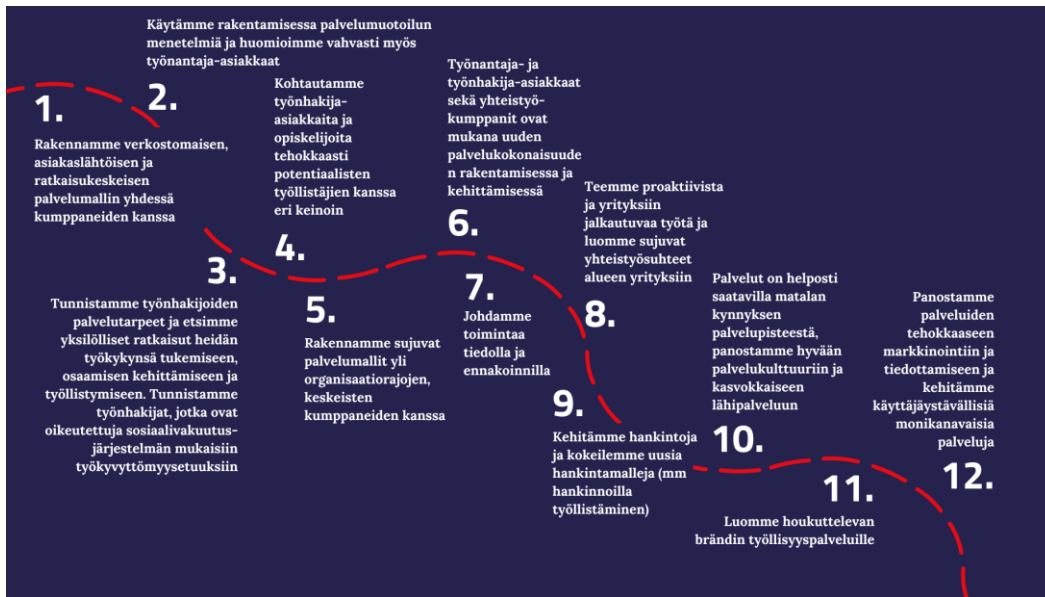 1.
Rakennamme verkostomaisen,
asiakaslähtöisen ja
ratkaisukeskeisen
palvelumallin yhdessä
kumppaneiden kanssa
Käytämme rakentamisessa palvelumuotoilun
menetelmiä ja huomioimme vahvasti myös
työnantaja-asiakkaat
2.
3.
Tunnistamme työnhakijoiden
palvelutarpeet ja etsimme
yksilölliset ratkaisut heidän
työkykynsä tukemiseen,
osaamisen kehittämiseen ja
työllistymiseen. Tunnistamme
työnhakijat, jotka ovat
oikeutettuja sosiaalivakuutus-
järjestelmän mukaisiin
työkyvyttömyysetuuksiin
Kohtautamme
työnhakija-
asiakkaita ja
opiskelijoita
tehokkaasti
potentiaalisten
työllistäjien kanssa
eri keinoin
4.
5.
Rakennamme sujuvat
palvelumallit yli
organisaatiorajojen,
keskeisten
kumppaneiden kanssa
Työnantaja- ja
työnhakija-asiakkaat
sekä yhteistyö-
kumppanit ovat
mukana uuden
palvelukokonaisuude
n rakentamisessa ja
kehittämisessä
6.
7.
Johdamme
toimintaa
tiedolla ja
ennakoinnilla
Teemme proaktiivista
ja yrityksiin
jalkautuvaa työtä ja
luomme sujuvat
yhteistyösuhteet
alueen yrityksiin
8.
9.
Kehitämme hankintoja
ja kokeilemme uusia
hankintamalleja (mm
hankinnoilla
työllistäminen)
Palvelut on helposti
saatavilla matalan
kynnyksen
palvelupisteestä,
panostamme hyvään
palvelukulttuuriin ja
kasvokkaiseen
lähipalveluun
10.
11.
Luomme houkuttelevan
brändin työllisyyspalveluille
Panostamme
palveluiden
tehokkaaseen
markkinointiin ja
tiedottamiseen ja
kehitämme
käyttäjäystävällisiä
monikanavaisia
palveluja
12.